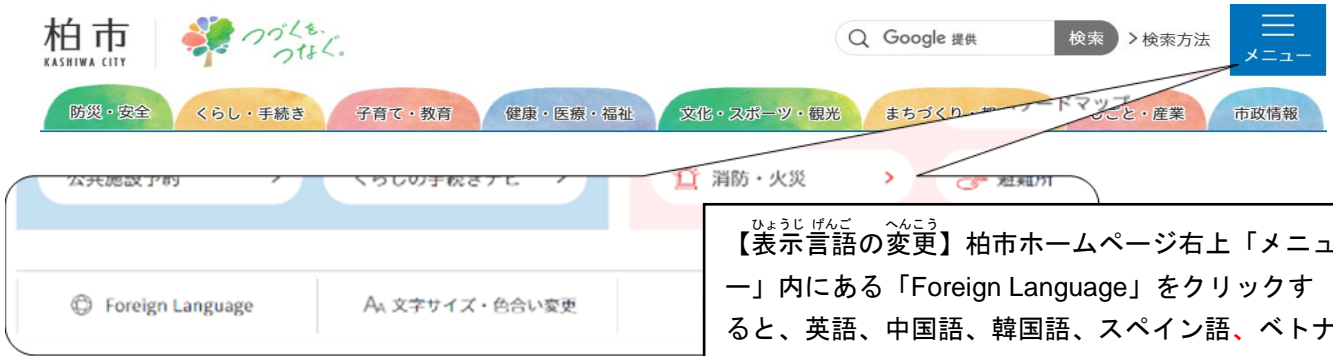 柏市
KASHIWA CITY
つづくを、
つなぐ。
Google 提供
検索
>検索方法
メニュー
防災・安全
くらし・手続き
子育て・教育
健康・医療・福祉
文化・スポーツ・観光
まちづくり・
ードマップ
ごと・産業
市政情報
公共施設予約
くらしの手続きナビ
消防・火災
避難所
ひょうじ げんご へんこう
【表示言語の変更】柏市ホームページ右上「メニュ
ー」内にある「Foreign Language」をクリックす
ると、英語、中国語、韓国語、スペイン語、ベトナ
Foreign Language
AA 文字サイズ・色合い変更